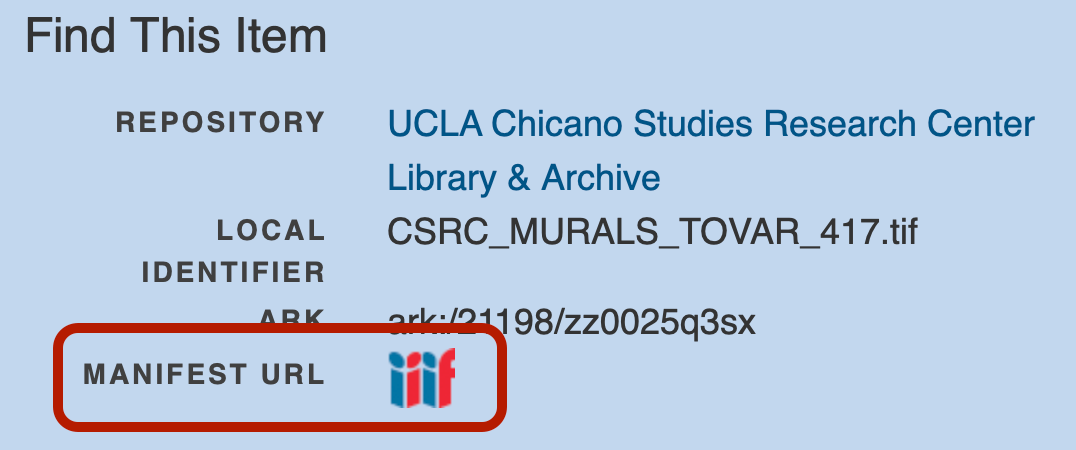 Find This Item
REPOSITORY UCLA Chicano Studies Research Center
Library & Archive
LOCAL CSRC_MURALS_TOVAR_417.tif
IDENTIFIER
ARK ark:/21198/zz0025q3sx
MANIFEST URL iiif